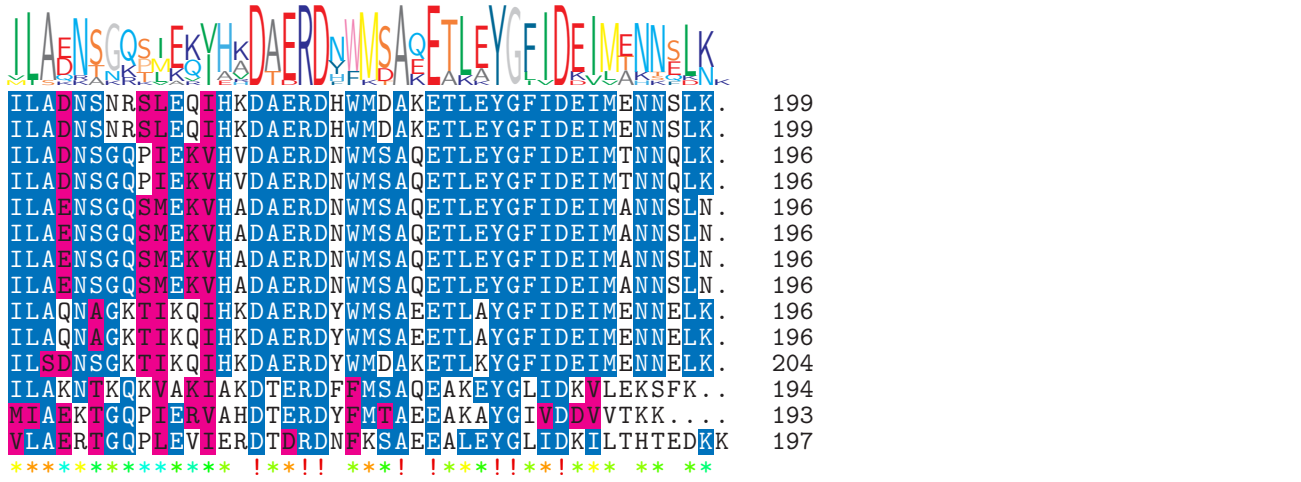 ILADNSNRSLEQIHKDAERDHWMDAKETLEYGFIDEIMENNSLK. 199
ILADNSNRSLEQIHKDAERDHWMDAKETLEYGFIDEIMENNSLK. 199
ILADNSGQPIEKVHVDAERDNWMSAQETLEYGFIDEIMTNNQLK. 196
ILADNSGQPIEKVHVDAERDNWMSAQETLEYGFIDEIMTNNQLK. 196
ILAENSGQSMEKVHADAERDNWMSAQETLEYGFIDEIMANNSLN. 196
ILAENSGQSMEKVHADAERDNWMSAQETLEYGFIDEIMANNSLN. 196
ILAENSGQSMEKVHADAERDNWMSAQETLEYGFIDEIMANNSLN. 196
ILAENSGQSMEKVHADAERDNWMSAQETLEYGFIDEIMANNSLN. 196
ILAQNAGKTIKQIHKDAERDYWMSAEETLAYGFIDEIMENNELK. 196
ILAQNAGKTIKQIHKDAERDYWMSAEETLAYGFIDEIMENNELK. 196
ILSDNSGKTIKQIHKDAERDYWMDAKETLKYGFIDEIMENNELK. 204
ILAKNTKQKVAKIAKDTERDFFMSAQEAKEYGLIDKVLEKSFK.. 194
MIAEKTGQPIERVAHDTERDYFMTAEEAKAYGIVDDVVTKK.... 193
VLAERTGQPLEVIERDTDRDNFKSAEEALEYGLIDKILTHTEDKK 197
************** !**!! ***! !***!!**!*** ** **